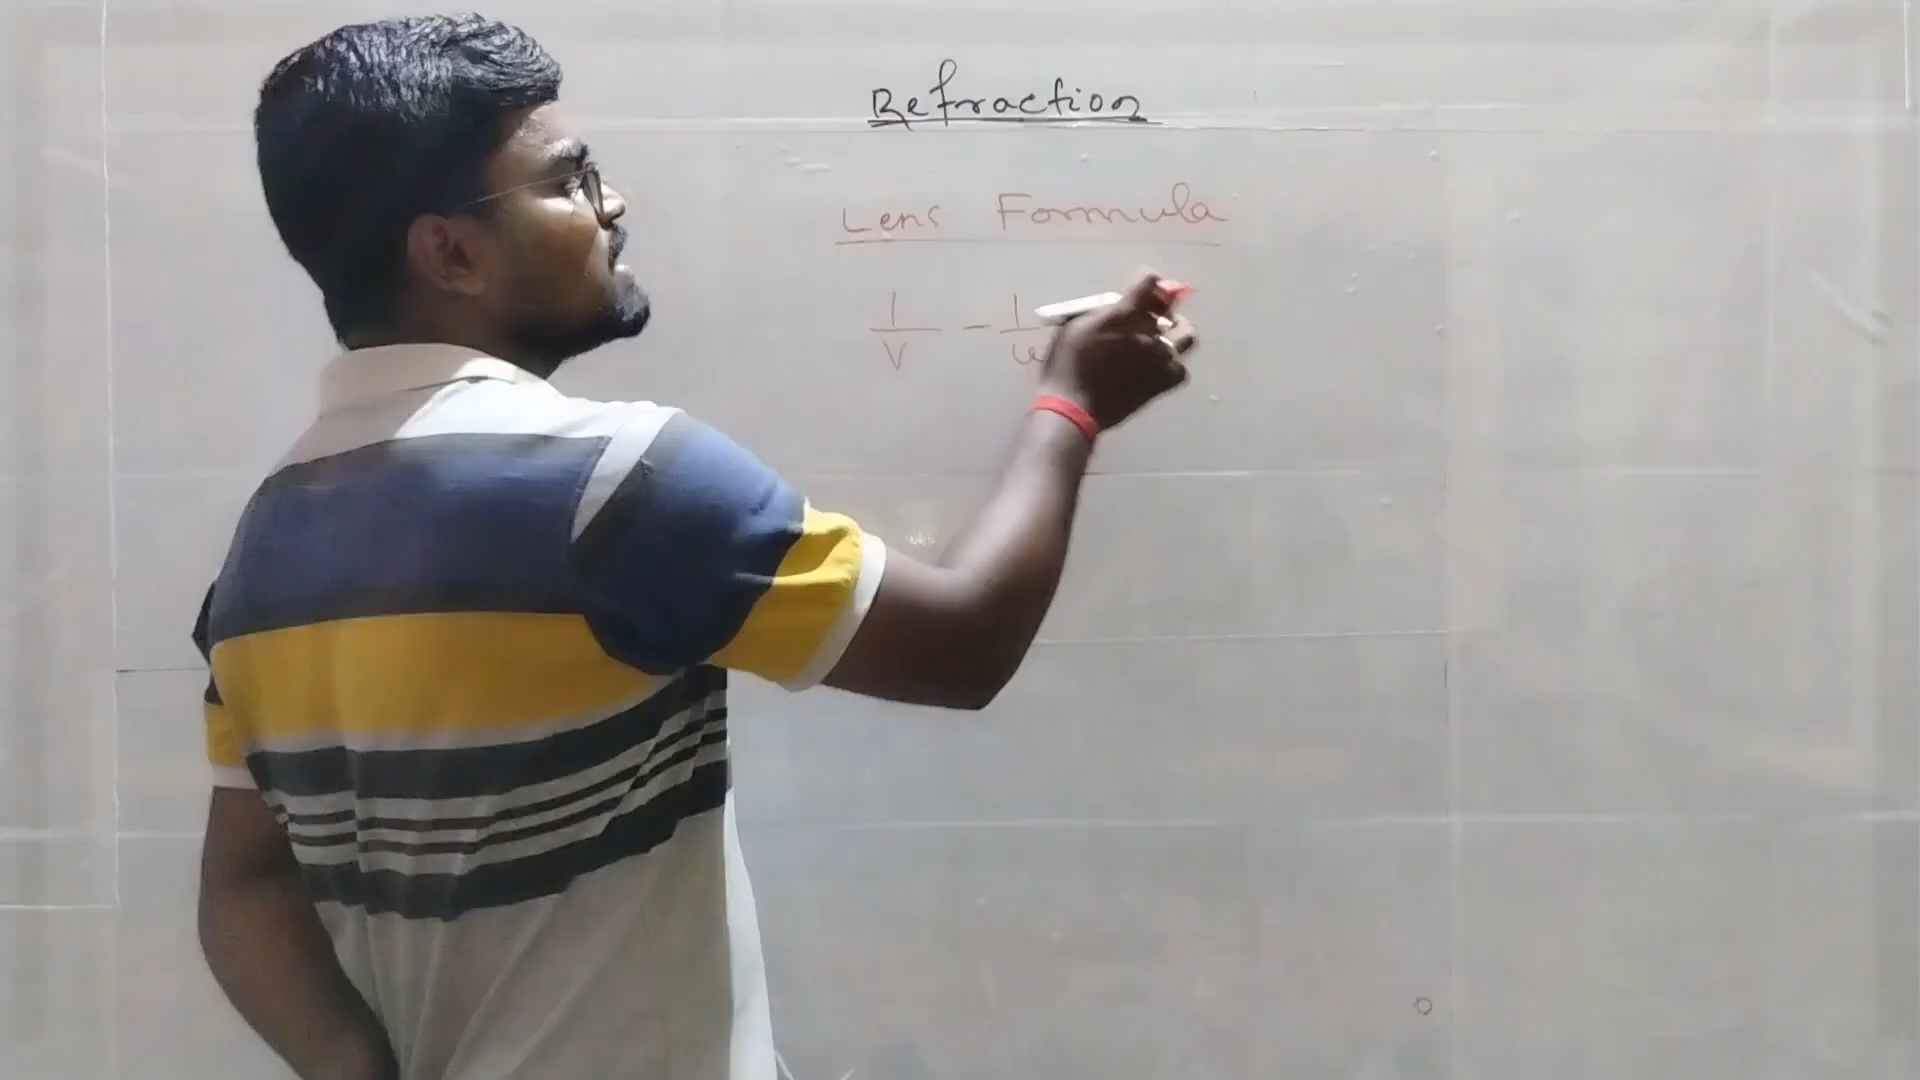 Refraction
Lens Formula
1/v - 1/u